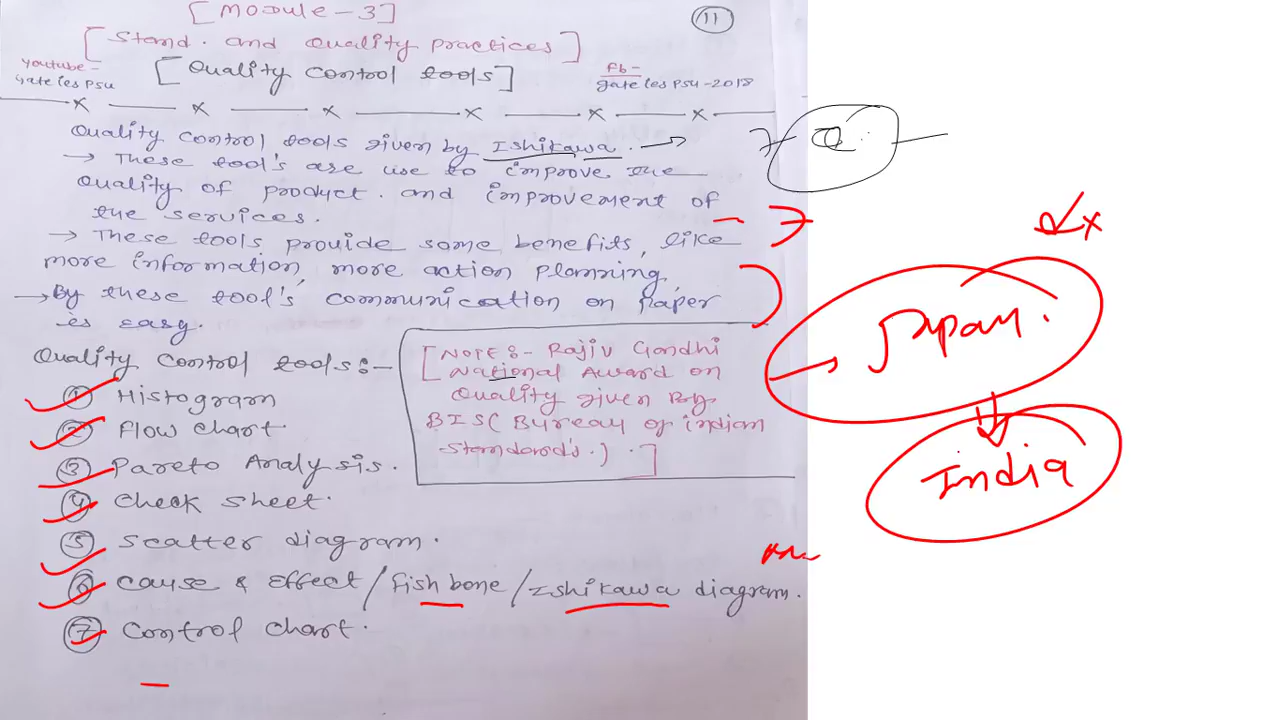 [Module-3]
11
[Stand. and Quality practices]
YouTube-
gate ies psu
[Quality control tools]
fb-
gate ies psu-2018
Quality control tools given by Ishikawa. →
→ These tool's are use to improve the
Quality of product. and improvement of
the services.
→ These tools provide some benefits, like
more information, more action planning.
→ By these tool's communication on paper
is easy.
Quality Control tools:-
① Histogram
② Flow chart
③ Pareto Analysis.
④ Check sheet.
⑤ Scatter diagram.
⑥ Cause & Effect/fish bone/Ishikawa diagram.
⑦ Control chart.
[NOTE:- Rajiv Gandhi
National Award on
Quality given By
BIS( Bureau of indian
Standard's.) .]
7 Q
7
Japan.
India